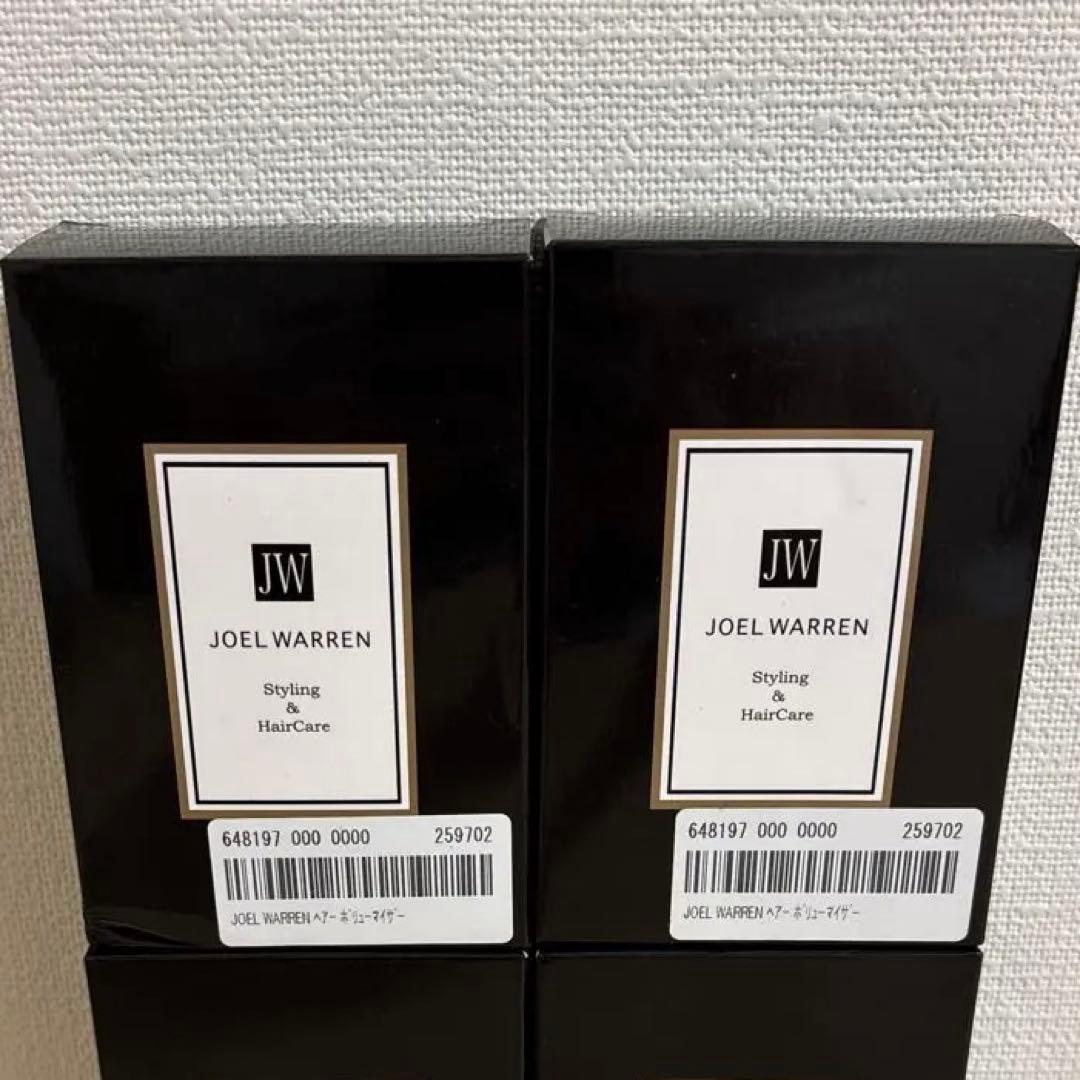 JW
JOEL WARREN
Styling
&
HairCare
648197 000 0000 259702
JOEL WARREN ﾍｱｰ ﾎﾞﾘｭｰﾏｲｻﾞｰ
JW
JOEL WARREN
Styling
&
HairCare
648197 000 0000 259702
JOEL WARREN ﾍｱｰ ﾎﾞﾘｭｰﾏｲｻﾞｰ